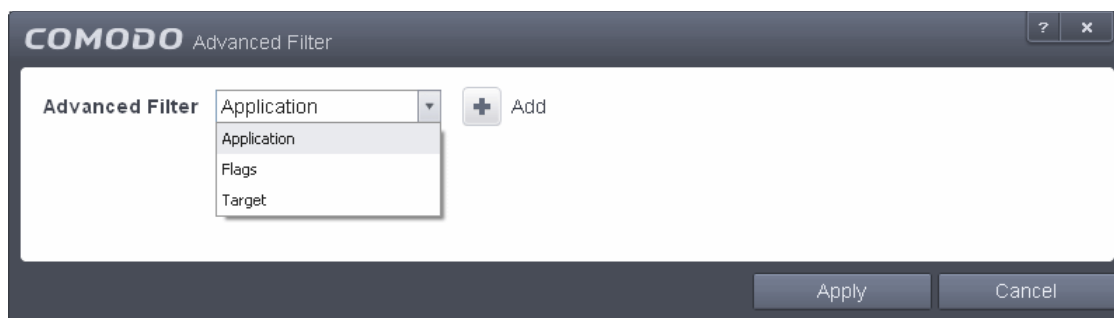 COMODO Advanced Filter ? x
Advanced Filter Application + Add
Application
Flags
Target
Apply Cancel